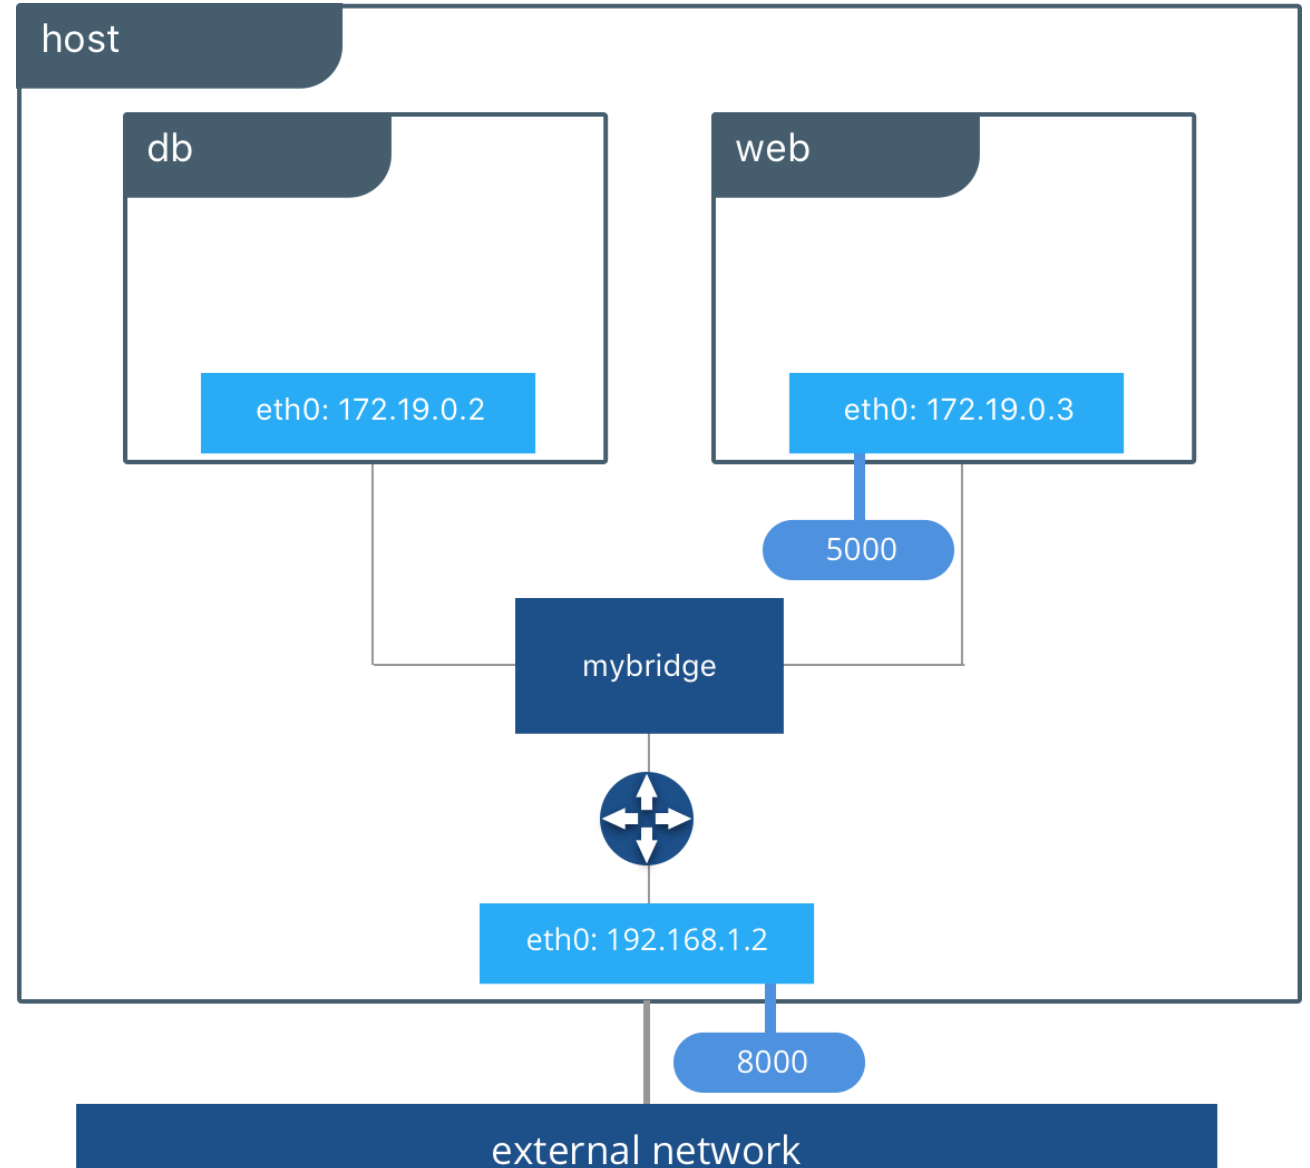 host
db
web
eth0: 172.19.0.2
eth0: 172.19.0.3
5000
mybridge
eth0: 192.168.1.2
8000
external network